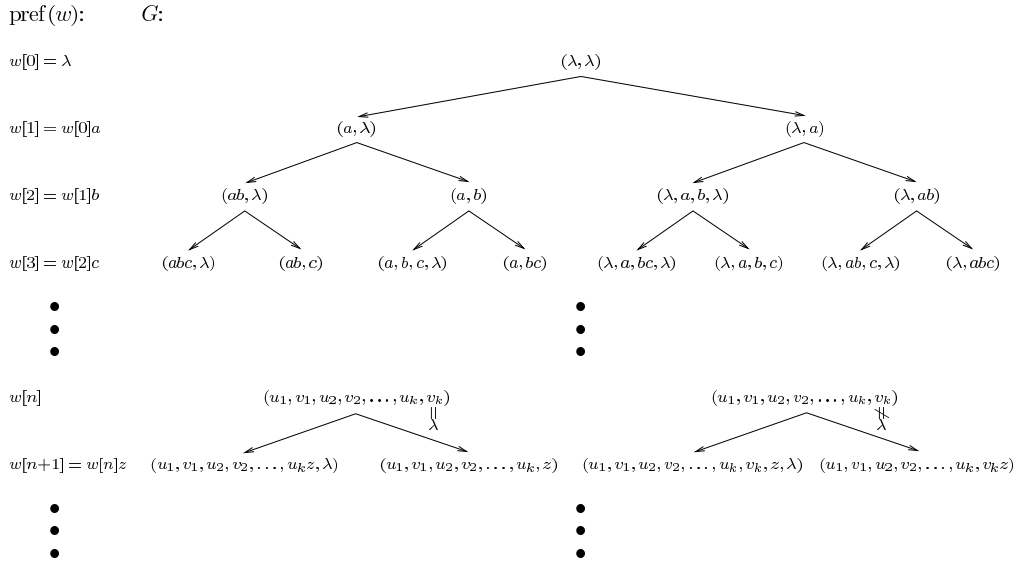 pref(w): G:
w[0] = λ (λ, λ)
w[1] = w[0]a (a, λ) (λ, a)
w[2] = w[1]b (ab, λ) (a, b) (λ, a, b, λ) (λ, ab)
w[3] = w[2]c (abc, λ) (ab, c) (a, b, c, λ) (a, bc) (λ, a, bc, λ) (λ, a, b, c) (λ, ab, c, λ) (λ, abc)
w[n] (u₁, v₁, u₂, v₂, ..., uₖ, vₖ) (u₁, v₁, u₂, v₂, ..., uₖ, vₖ)
λ λ
w[n+1] = w[n]z (u₁, v₁, u₂, v₂, ..., uₖz, λ) (u₁, v₁, u₂, v₂, ..., uₖ, z) (u₁, v₁, u₂, v₂, ..., uₖ, vₖ, z, λ) (u₁, v₁, u₂, v₂, ..., uₖ, vₖz)